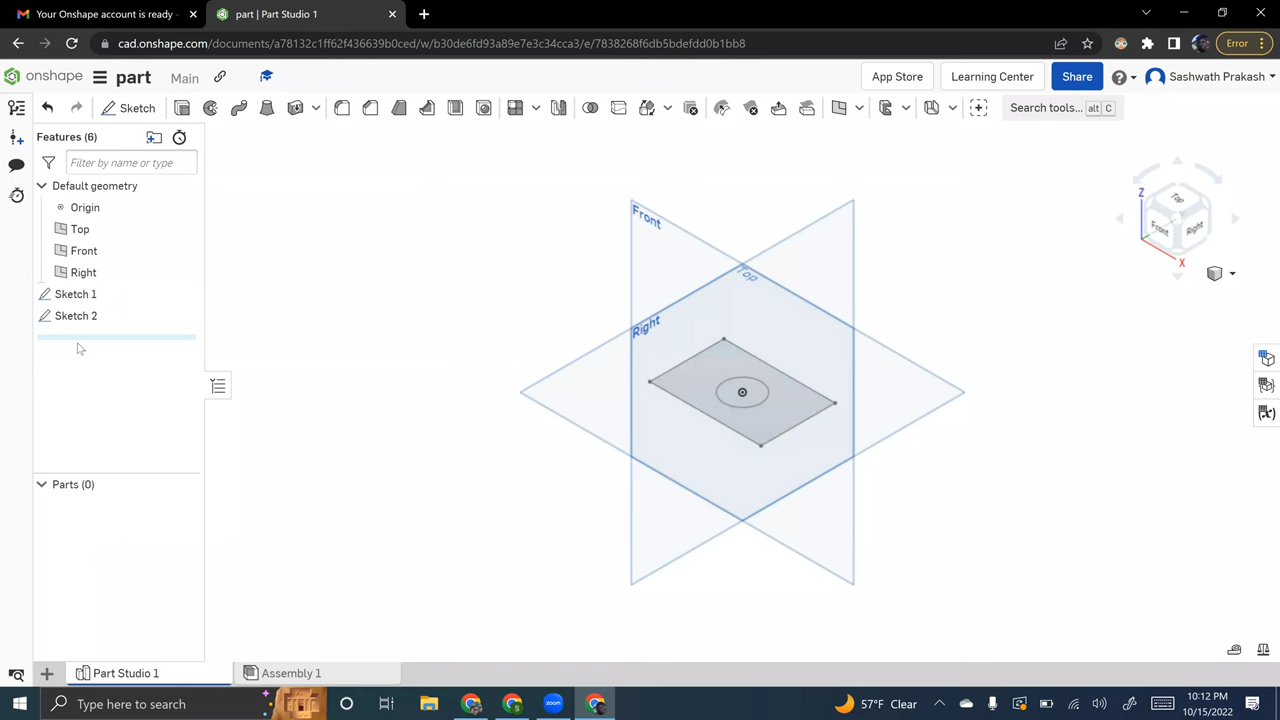 Your Onshape account is ready -
part | Part Studio 1
cad.onshape.com/documents/a78132c1ff62f436639b0ced/w/b30de6fd93a89e7e3c34cca3/e/7838268f6db5bdefdd0b1bb8
Error
onshape
part
Main
App Store
Learning Center
Share
Sashwath Prakash
Sketch
Search tools...
alt
C
Features (6)
Filter by name or type
Default geometry
Origin
Top
Front
Right
Sketch 1
Sketch 2
Parts (0)
Front
Top
Right
Z
Top
Front
Right
X
Part Studio 1
Assembly 1
Type here to search
zoom
57°F Clear
10:12 PM
10/15/2022